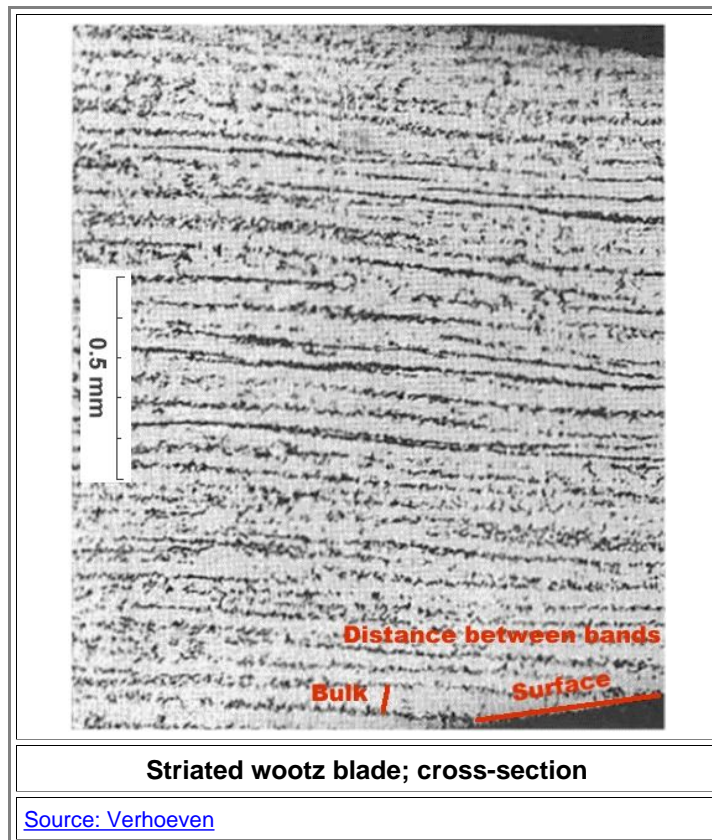 0.5 mm
Distance between bands
Bulk
Surface
Striated wootz blade; cross-section
Source: Verhoeven